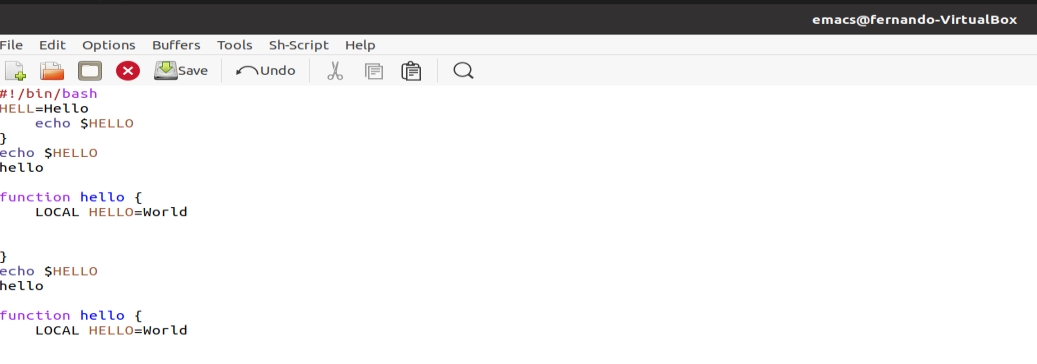 emacs@fernando-VirtualBox
File Edit Options Buffers Tools Sh-Script Help
Save Undo
#!/bin/bash
HELL=Hello
    echo $HELLO
}
echo $HELLO
hello

function hello {
    LOCAL HELLO=World


}
echo $HELLO
hello

function hello {
    LOCAL HELLO=World